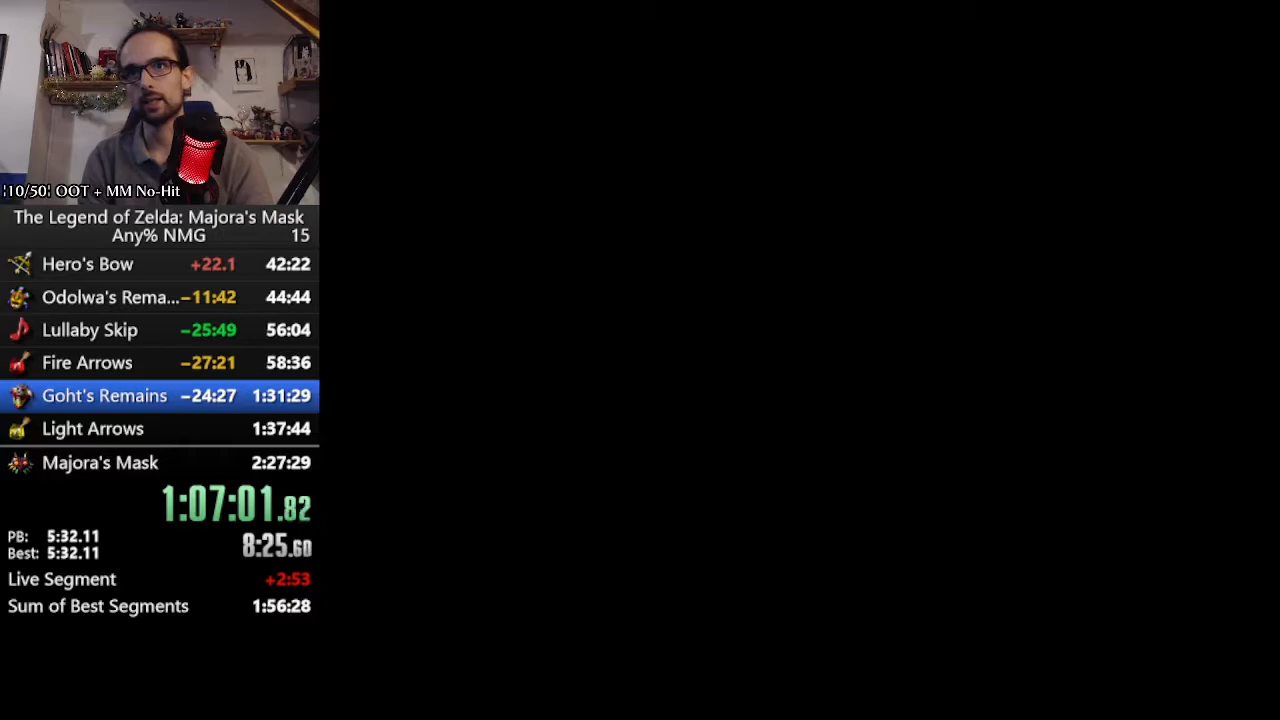 [10/50] OOT + MM No-Hit
The Legend of Zelda: Majora's Mask
Any% NMG 15
Hero's Bow +22.1 42:22
Odolwa's Rema... −11:42 44:44
Lullaby Skip −25:49 56:04
Fire Arrows −27:21 58:36
Goht's Remains −24:27 1:31:29
Light Arrows 1:37:44
Majora's Mask 2:27:29
1:07:01.82
PB: 5:32.11
Best: 5:32.11
8:25.60
Live Segment +2:53
Sum of Best Segments 1:56:28